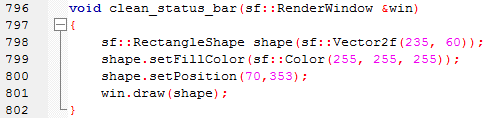 796 void clean_status_bar(sf::RenderWindow &win)
797 {
798 sf::RectangleShape shape(sf::Vector2f(235, 60));
799 shape.setFillColor(sf::Color(255, 255, 255));
800 shape.setPosition(70,353);
801 win.draw(shape);
802 }